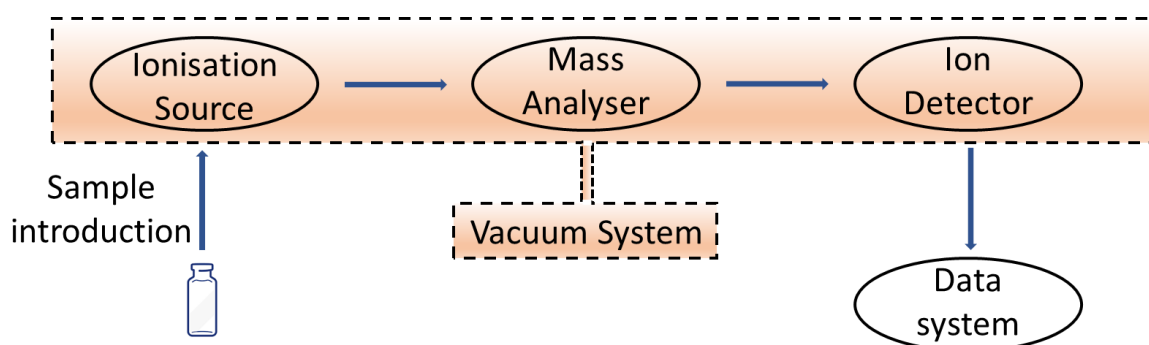 Ionisation
Source
Mass
Analyser
Ion
Detector
Sample
introduction
Vacuum System
Data
system